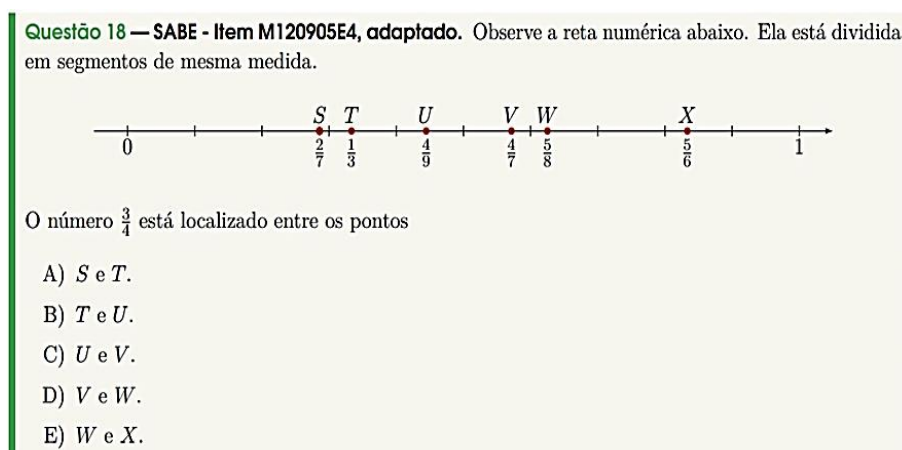 Questão 18 — SABE - Item M120905E4, adaptado. Observe a reta numérica abaixo. Ela está dividida
em segmentos de mesma medida.
S T U V W X
0 2/7 1/3 4/9 4/7 5/8 5/6 1
O número 3/4 está localizado entre os pontos
A) S e T.
B) T e U.
C) U e V.
D) V e W.
E) W e X.